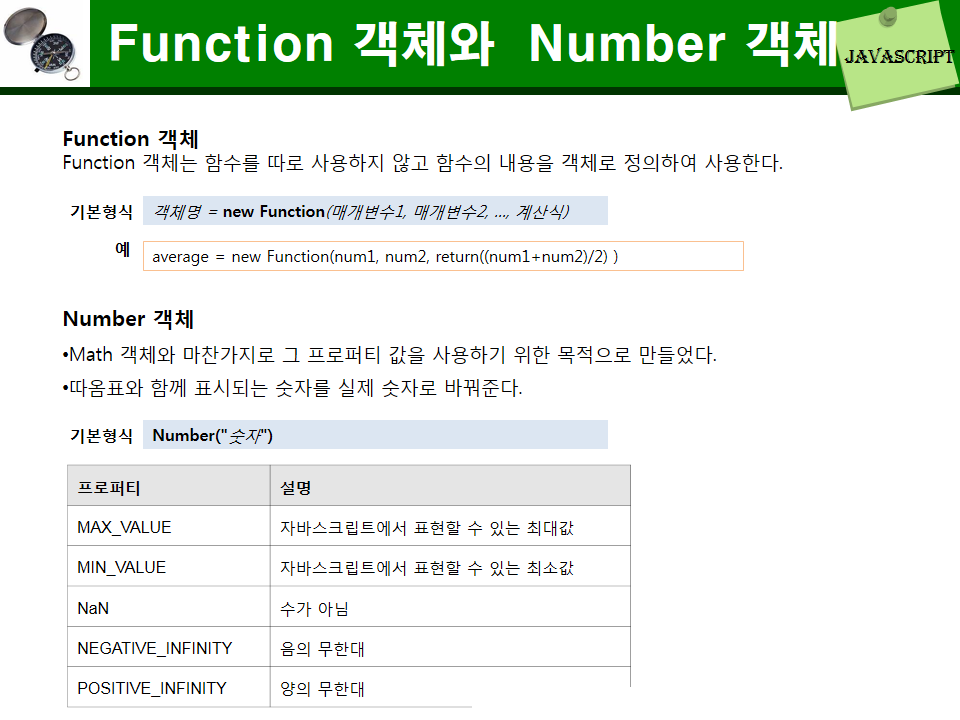 Function 객체와 Number 객체
JAVASCRIPT
Function 객체
Function 객체는 함수를 따로 사용하지 않고 함수의 내용을 객체로 정의하여 사용한다.
기본형식 객체명 = new Function(매개변수1, 매개변수2, ..., 계산식)
예 average = new Function(num1, num2, return((num1+num2)/2) )
Number 객체
•Math 객체와 마찬가지로 그 프로퍼티 값을 사용하기 위한 목적으로 만들었다.
•따옴표와 함께 표시되는 숫자를 실제 숫자로 바꿔준다.
기본형식 Number("숫자")
프로퍼티 설명
MAX_VALUE 자바스크립트에서 표현할 수 있는 최대값
MIN_VALUE 자바스크립트에서 표현할 수 있는 최소값
NaN 수가 아님
NEGATIVE_INFINITY 음의 무한대
POSITIVE_INFINITY 양의 무한대